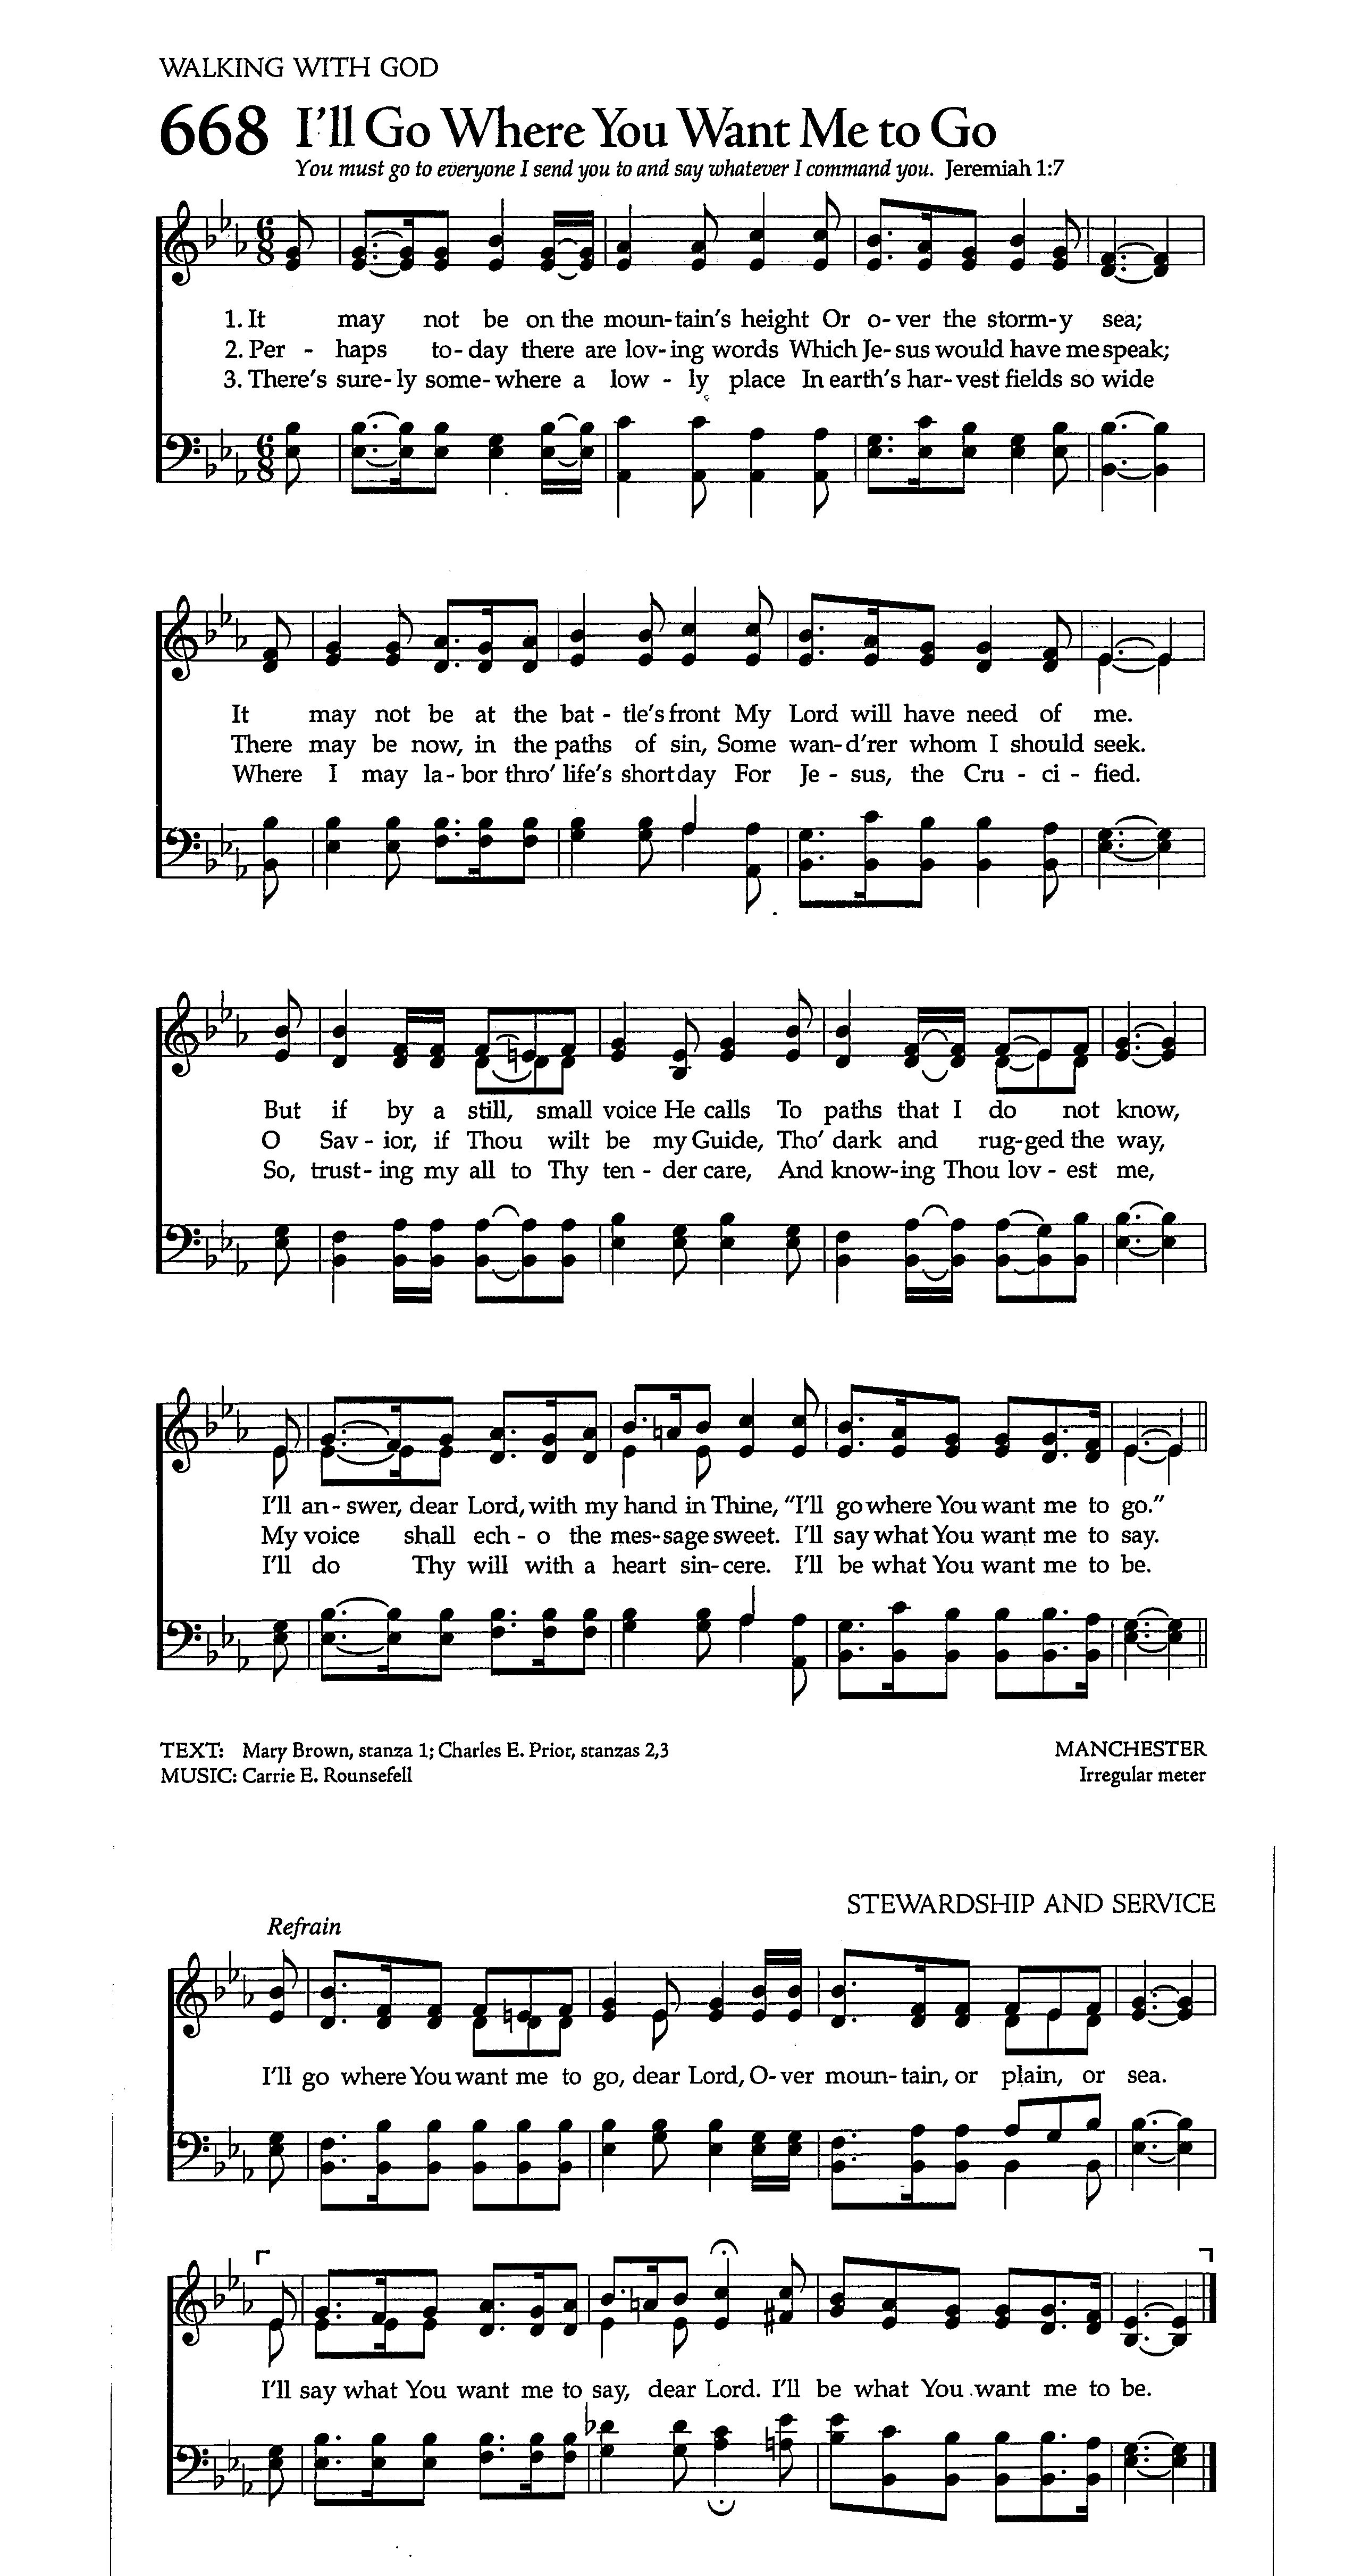 WALKING WITH GOD
668 I'll Go Where You Want Me to Go
You must go to everyone I send you to and say whatever I command you. Jeremiah 1:7
6 8
1. It may not be on the moun-tain's height Or o-ver the storm-y sea;
2. Per - haps to-day there are lov-ing words Which Je-sus would have me speak;
3. There's sure-ly some-where a low - ly place In earth's har-vest fields so wide
6 8
It may not be at the bat - tle's front My Lord will have need of me.
There may be now, in the paths of sin, Some wan-d'rer whom I should seek.
Where I may la-bor thro' life's short day For Je - sus, the Cru - ci - fied.
But if by a still, small voice He calls To paths that I do not know,
O Sav - ior, if Thou wilt be my Guide, Tho' dark and rug-ged the way,
So, trust-ing my all to Thy ten - der care, And know-ing Thou lov - est me,
I'll an-swer, dear Lord, with my hand in Thine, "I'll go where You want me to go."
My voice shall ech - o the mes-sage sweet. I'll say what You want me to say.
I'll do Thy will with a heart sin-cere. I'll be what You want me to be.
TEXT: Mary Brown, stanza 1; Charles E. Prior, stanzas 2,3
MUSIC: Carrie E. Rounsefell
MANCHESTER
Irregular meter
STEWARDSHIP AND SERVICE
Refrain
I'll go where You want me to go, dear Lord, O-ver moun-tain, or plain, or sea.
I'll say what You want me to say, dear Lord. I'll be what You want me to be.